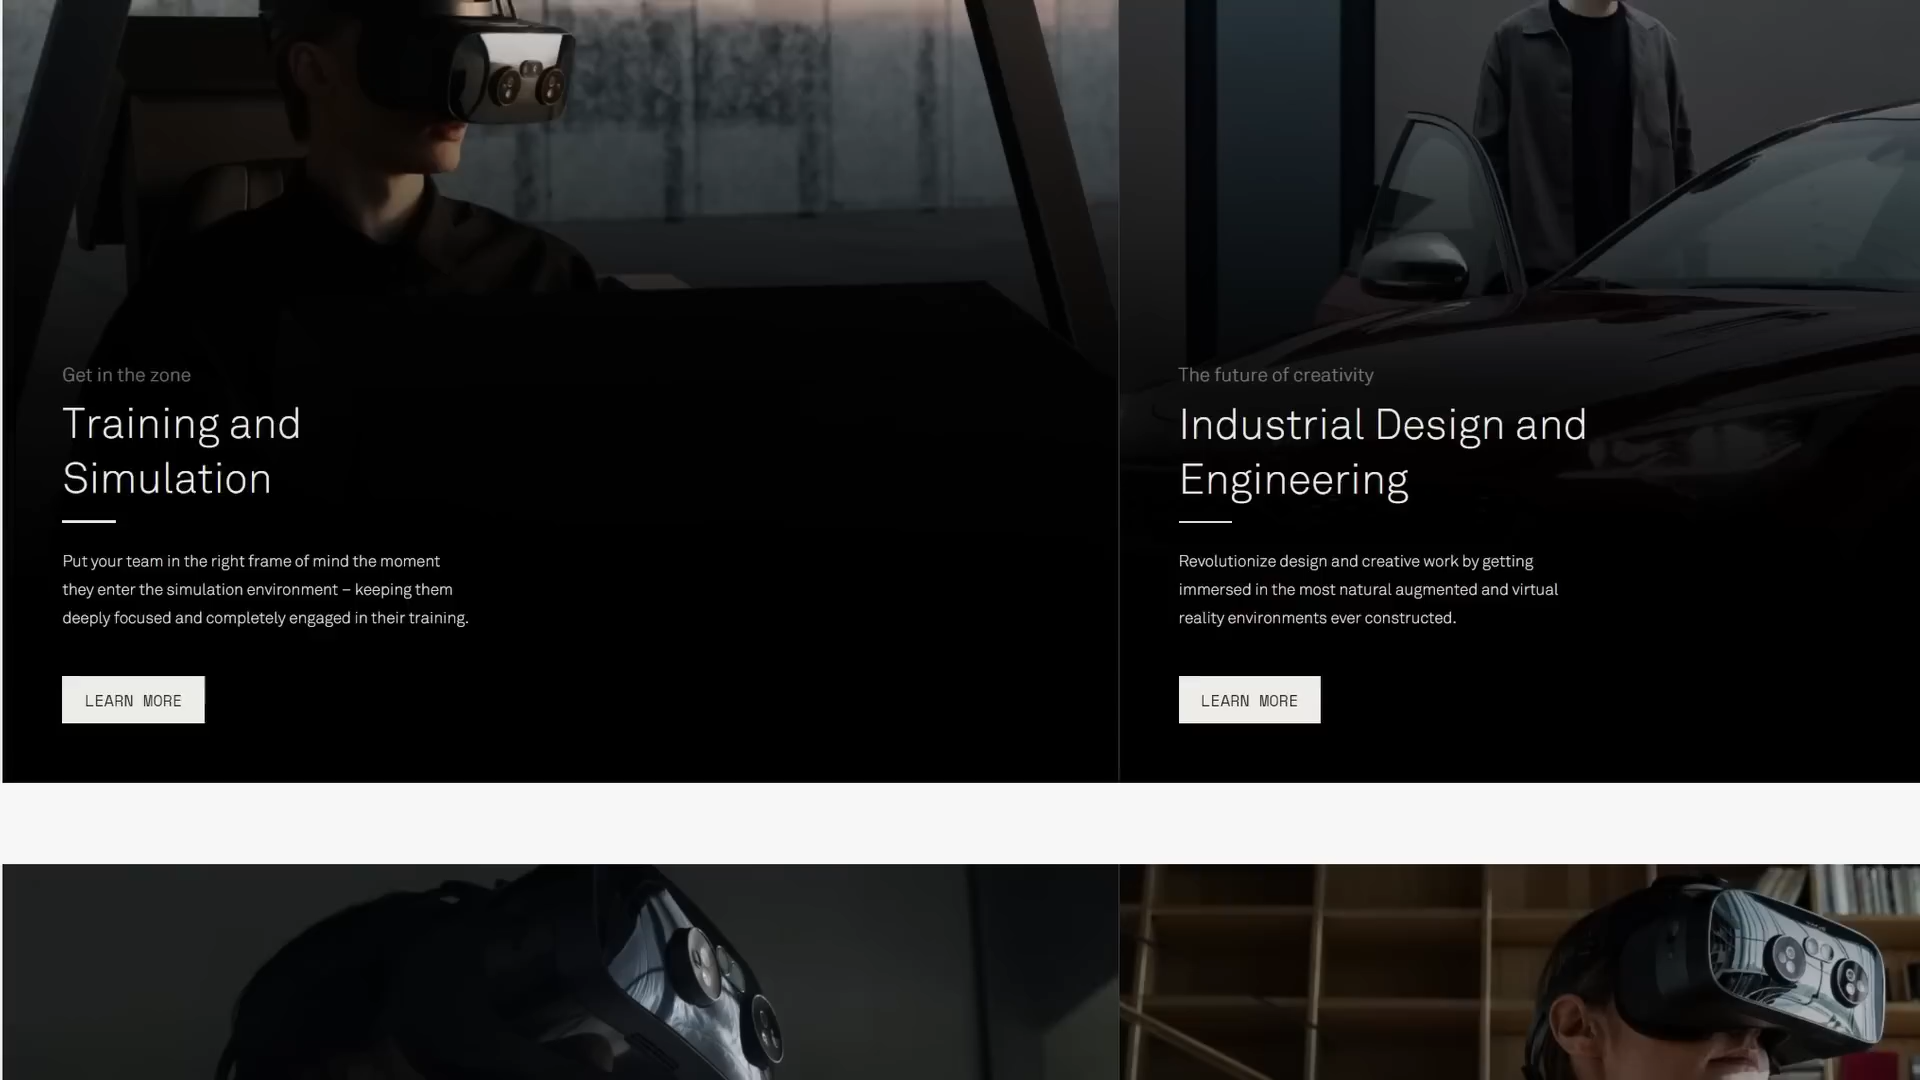 Get in the zone
Training and
Simulation
Put your team in the right frame of mind the moment
they enter the simulation environment – keeping them
deeply focused and completely engaged in their training.
LEARN MORE
The future of creativity
Industrial Design and
Engineering
Revolutionize design and creative work by getting
immersed in the most natural augmented and virtual
reality environments ever constructed.
LEARN MORE